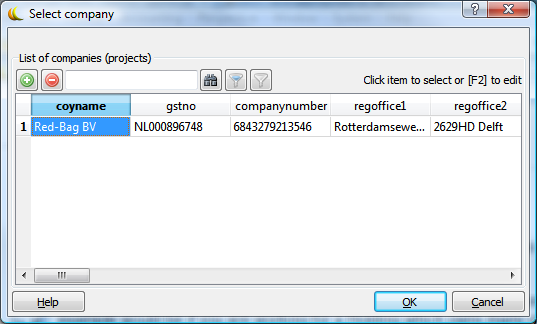 Select company
List of companies (projects)
Click item to select or [F2] to edit
coyname gstno companynumber regoffice1 regoffice2
1 Red-Bag BV NL000896748 6843279213546 Rotterdamsewe... 2629HD Delft
Help OK Cancel